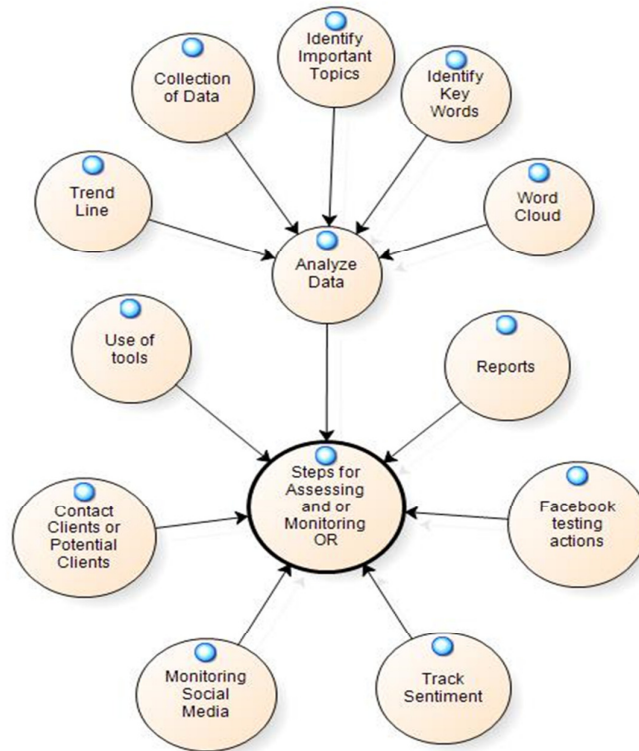 Identify
Important
Topics
Collection
of Data
Identify
Key
Words
Trend
Line
Word
Cloud
Analyze
Data
Use of
tools
Reports
Steps for
Assessing
and or
Monitoring
OR
Contact
Clients or
Potential
Clients
Facebook
testing
actions
Monitoring
Social
Media
Track
Sentiment